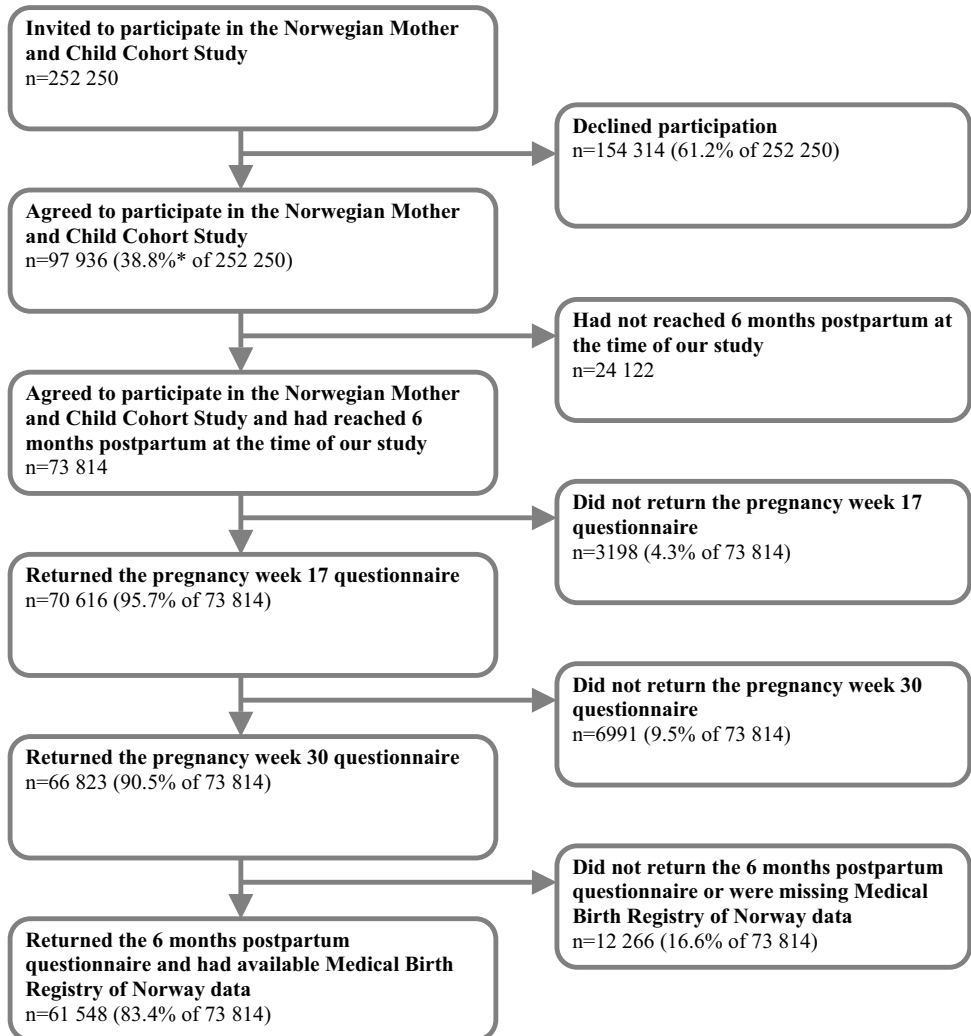 Invited to participate in the Norwegian Mother
and Child Cohort Study
n=252 250
Declined participation
n=154 314 (61.2% of 252 250)
Agreed to participate in the Norwegian Mother
and Child Cohort Study
n=97 936 (38.8%* of 252 250)
Had not reached 6 months postpartum at
the time of our study
n=24 122
Agreed to participate in the Norwegian Mother
and Child Cohort Study and had reached 6
months postpartum at the time of our study
n=73 814
Did not return the pregnancy week 17
questionnaire
n=3198 (4.3% of 73 814)
Returned the pregnancy week 17 questionnaire
n=70 616 (95.7% of 73 814)
Did not return the pregnancy week 30
questionnaire
n=6991 (9.5% of 73 814)
Returned the pregnancy week 30 questionnaire
n=66 823 (90.5% of 73 814)
Did not return the 6 months postpartum
questionnaire or were missing Medical
Birth Registry of Norway data
n=12 266 (16.6% of 73 814)
Returned the 6 months postpartum
questionnaire and had available Medical Birth
Registry of Norway data
n=61 548 (83.4% of 73 814)